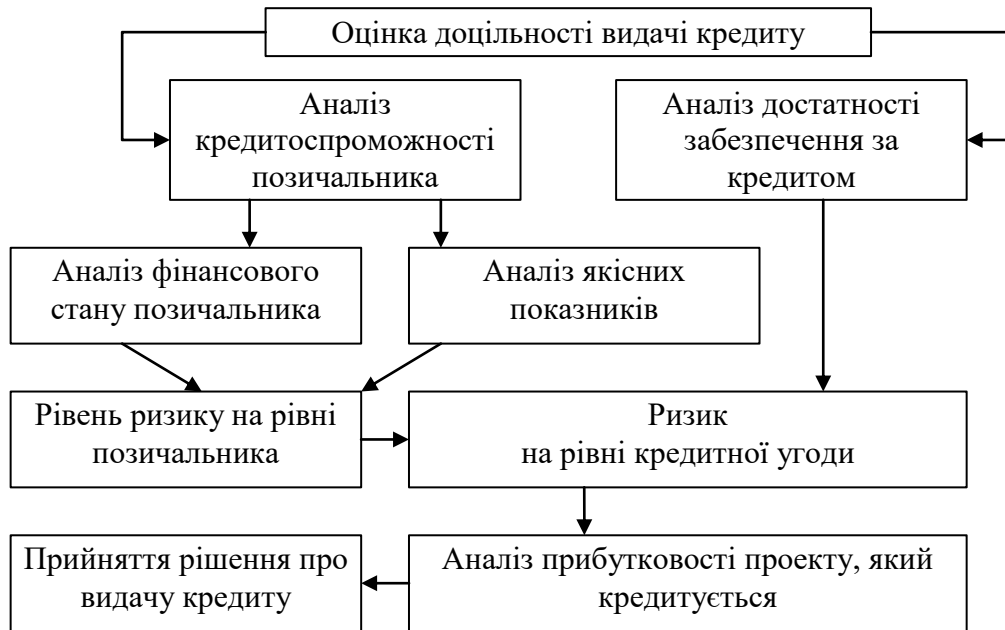 Оцінка доцільності видачі кредиту
Аналіз
кредитоспроможності
позичальника
Аналіз достатності
забезпечення за
кредитом
Аналіз фінансового
стану позичальника
Аналіз якісних
показників
Рівень ризику на рівні
позичальника
Ризик
на рівні кредитної угоди
Прийняття рішення про
видачу кредиту
Аналіз прибутковості проекту, який
кредитується